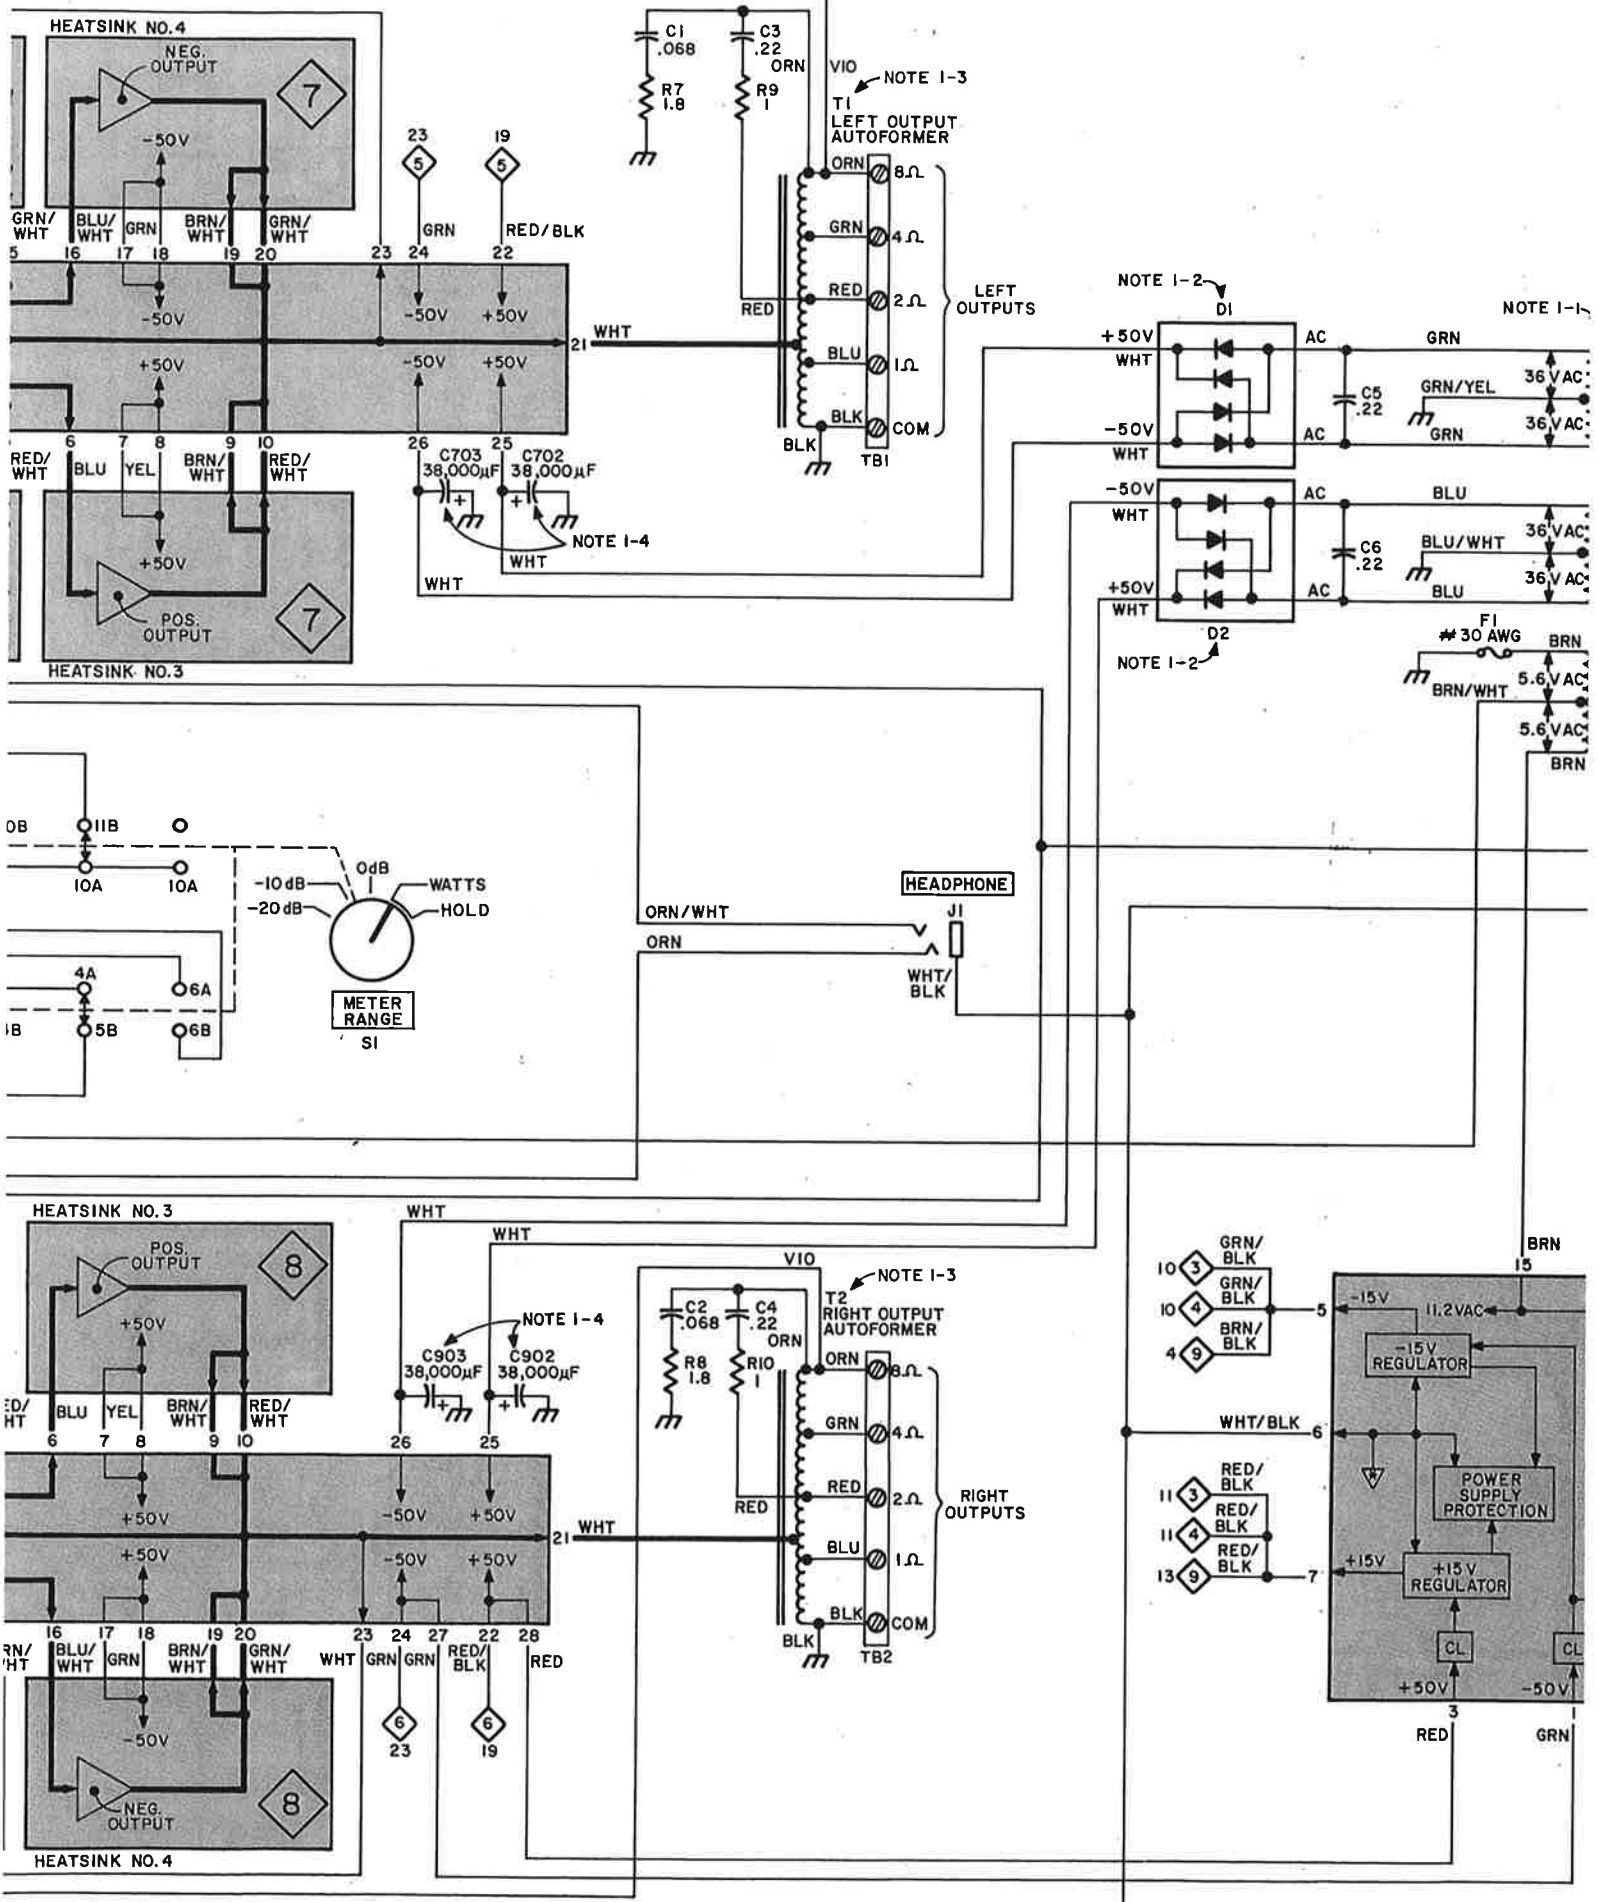 HEATSINK NO.4
NEG.
OUTPUT
7
-50V
GRN/
WHT
BLU/
WHT
GRN
BRN/
WHT
GRN/
WHT
5
16
17
18
19
20
23
24
22
23
5
GRN
19
5
RED/BLK
-50V
+50V
-50V
+50V
-50V
+50V
21
WHT
6
7
8
9
10
26
25
RED/
WHT
BLU
YEL
BRN/
WHT
RED/
WHT
+50V
POS.
OUTPUT
7
HEATSINK NO.3
C703
38,000µF
+
C702
38,000µF
+
NOTE 1-4
WHT
WHT
C1
.068
C3
.22
ORN
VIO
R7
1.8
R9
1
NOTE 1-3
T1
LEFT OUTPUT
AUTOFORMER
ORN
8Ω
GRN
4Ω
RED
RED
2Ω
BLU
1Ω
BLK
BLK
COM
TB1
LEFT
OUTPUTS
NOTE 1-2
D1
+50V
WHT
-50V
WHT
AC
AC
C5
.22
GRN
GRN/YEL
GRN
NOTE 1-1
36 VAC
36 VAC
-50V
WHT
+50V
WHT
D2
NOTE 1-2
AC
AC
C6
.22
BLU
BLU/WHT
BLU
36 VAC
36 VAC
F1
#30 AWG
BRN
BRN/WHT
5.6 VAC
5.6 VAC
BRN
0B
11B
10A
10A
4A
6A
5B
6B
-20dB
-10dB
0dB
WATTS
HOLD
METER
RANGE
S1
ORN/WHT
ORN
HEADPHONE
J1
WHT/
BLK
HEATSINK NO.3
POS.
OUTPUT
8
+50V
BLU
YEL
BRN/
WHT
RED/
WHT
6
7
8
9
10
26
25
WHT
WHT
NOTE 1-4
C903
38,000µF
+
C902
38,000µF
+
+50V
-50V
+50V
+50V
-50V
+50V
21
WHT
16
17
18
19
20
23
24
27
22
28
BLU/
WHT
GRN
BRN/
WHT
GRN/
WHT
WHT
GRN
GRN
RED/
BLK
RED
6
23
6
19
-50V
NEG.
OUTPUT
8
HEATSINK NO.4
VIO
C2
.068
C4
.22
ORN
R8
1.8
R10
1
NOTE 1-3
T2
RIGHT OUTPUT
AUTOFORMER
ORN
8Ω
GRN
4Ω
RED
RED
2Ω
BLU
1Ω
BLK
BLK
COM
TB2
RIGHT
OUTPUTS
BRN
15
10
3
GRN/
BLK
10
4
GRN/
BLK
4
9
BRN/
BLK
5
-15V
11.2VAC
-15V
REGULATOR
WHT/BLK
6
POWER
SUPPLY
PROTECTION
11
3
RED/
BLK
11
4
RED/
BLK
13
9
RED/
BLK
7
+15V
+15V
REGULATOR
CL
CL
+50V
-50V
3
1
RED
GRN